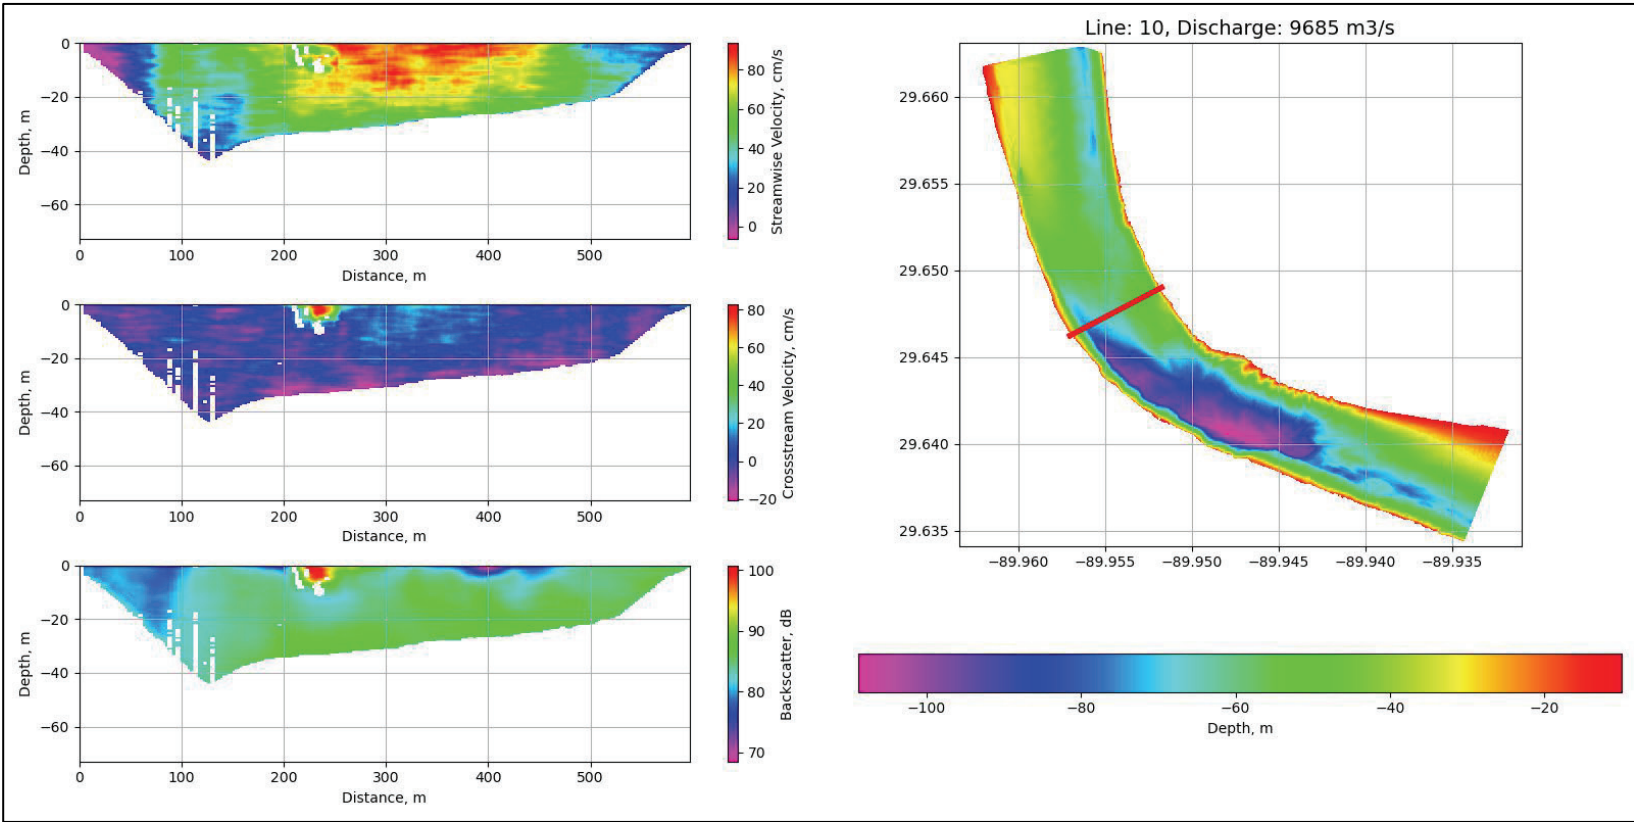 0
−20
−40
−60
Depth, m
0 100 200 300 400 500
Distance, m
80
60
40
20
0
Streamwise Velocity, cm/s
0
−20
−40
−60
Depth, m
0 100 200 300 400 500
Distance, m
80
60
40
20
0
−20
Crossstream Velocity, cm/s
0
−20
−40
−60
Depth, m
0 100 200 300 400 500
Distance, m
100
90
80
70
Backscatter, dB
Line: 10, Discharge: 9685 m3/s
29.660
29.655
29.650
29.645
29.640
29.635
−89.960 −89.955 −89.950 −89.945 −89.940 −89.935
−100 −80 −60 −40 −20
Depth, m